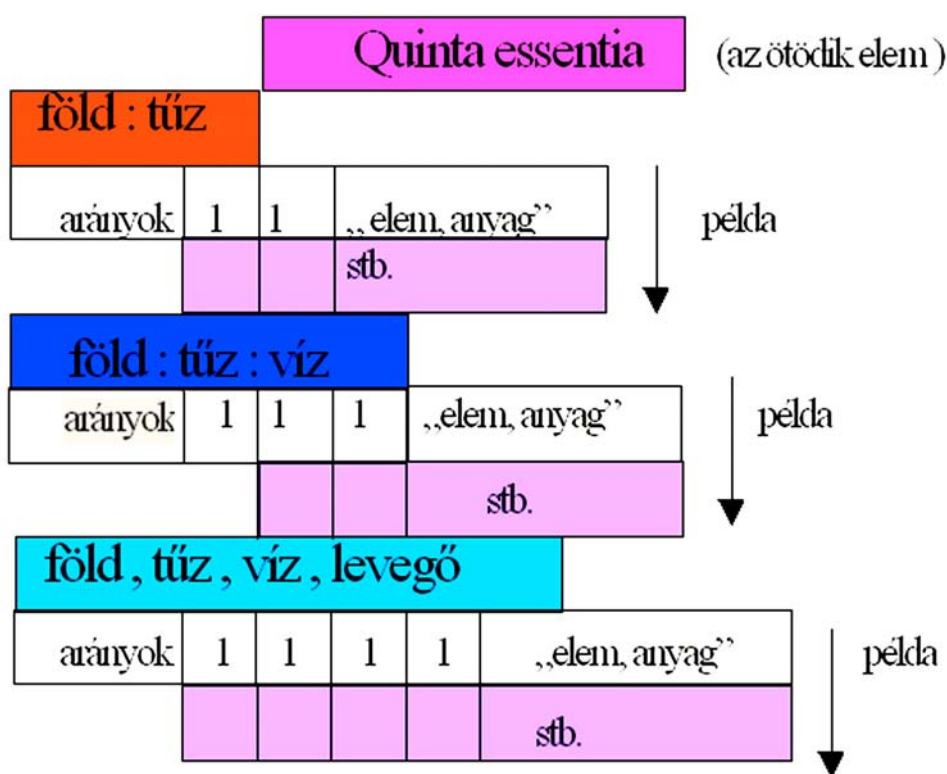 Quinta essentia (az ötödik elem )
föld : tűz
arányok 1 1 „ elem, anyag” példa
stb.
föld : tűz : víz
arányok 1 1 1 „elem, anyag” példa
stb.
föld , tűz , víz , levegő
arányok 1 1 1 1 „elem, anyag” példa
stb.